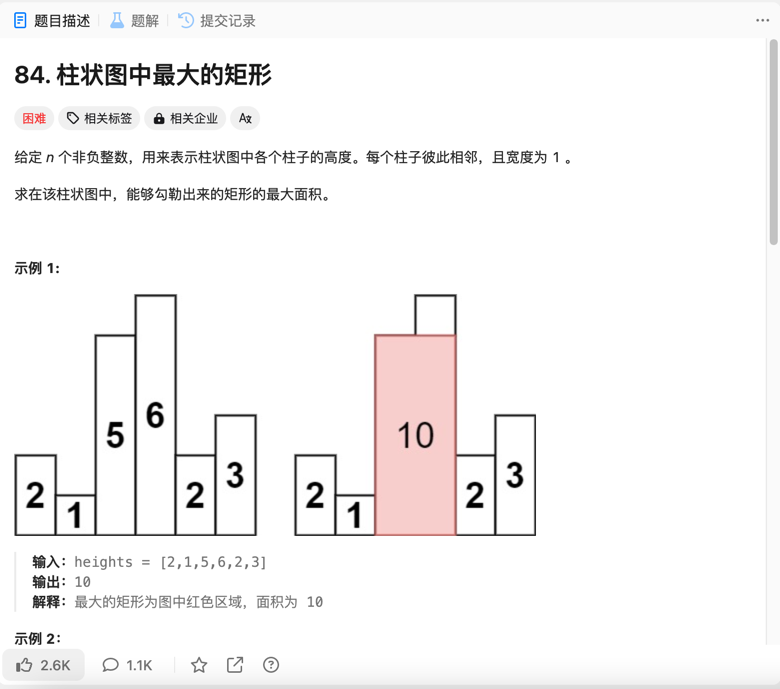 题目描述 题解 提交记录
84. 柱状图中最大的矩形
困难 相关标签 相关企业 Ax
给定 n 个非负整数，用来表示柱状图中各个柱子的高度。每个柱子彼此相邻，且宽度为 1 。
求在该柱状图中，能够勾勒出来的矩形的最大面积。
示例 1:
2 1 5 6 2 3
2 1 10 2 3
输入：heights = [2,1,5,6,2,3]
输出：10
解释：最大的矩形为图中红色区域，面积为 10
示例 2:
2.6K 1.1K